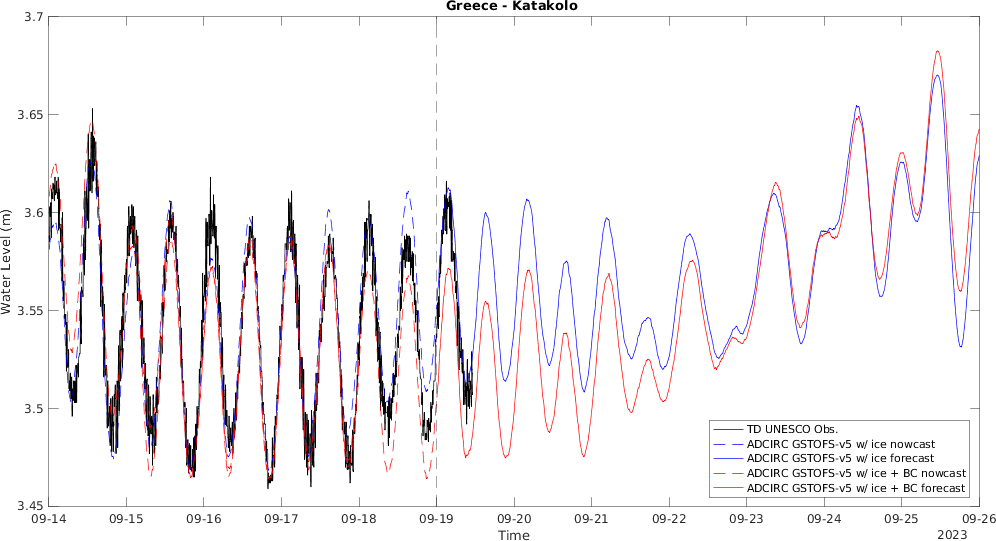 Greece - Katakolo
3.7
3.65
3.6
3.55
3.5
3.45
Water Level (m)
09-14 09-15 09-16 09-17 09-18 09-19 09-20 09-21 09-22 09-23 09-24 09-25 09-26
Time
2023
TD UNESCO Obs.
ADCIRC GSTOFS-v5 w/ ice nowcast
ADCIRC GSTOFS-v5 w/ ice forecast
ADCIRC GSTOFS-v5 w/ ice + BC nowcast
ADCIRC GSTOFS-v5 w/ ice + BC forecast